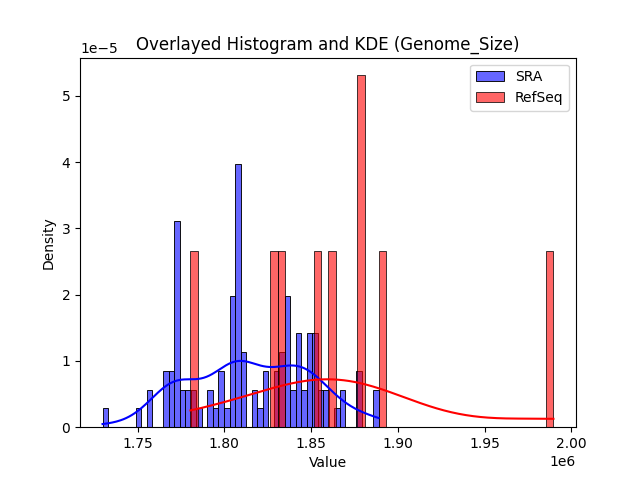 Overlayed Histogram and KDE (Genome_Size)
1e−5
SRA
RefSeq
5
4
3
2
1
0
Density
1.75 1.80 1.85 1.90 1.95 2.00
Value
1e6